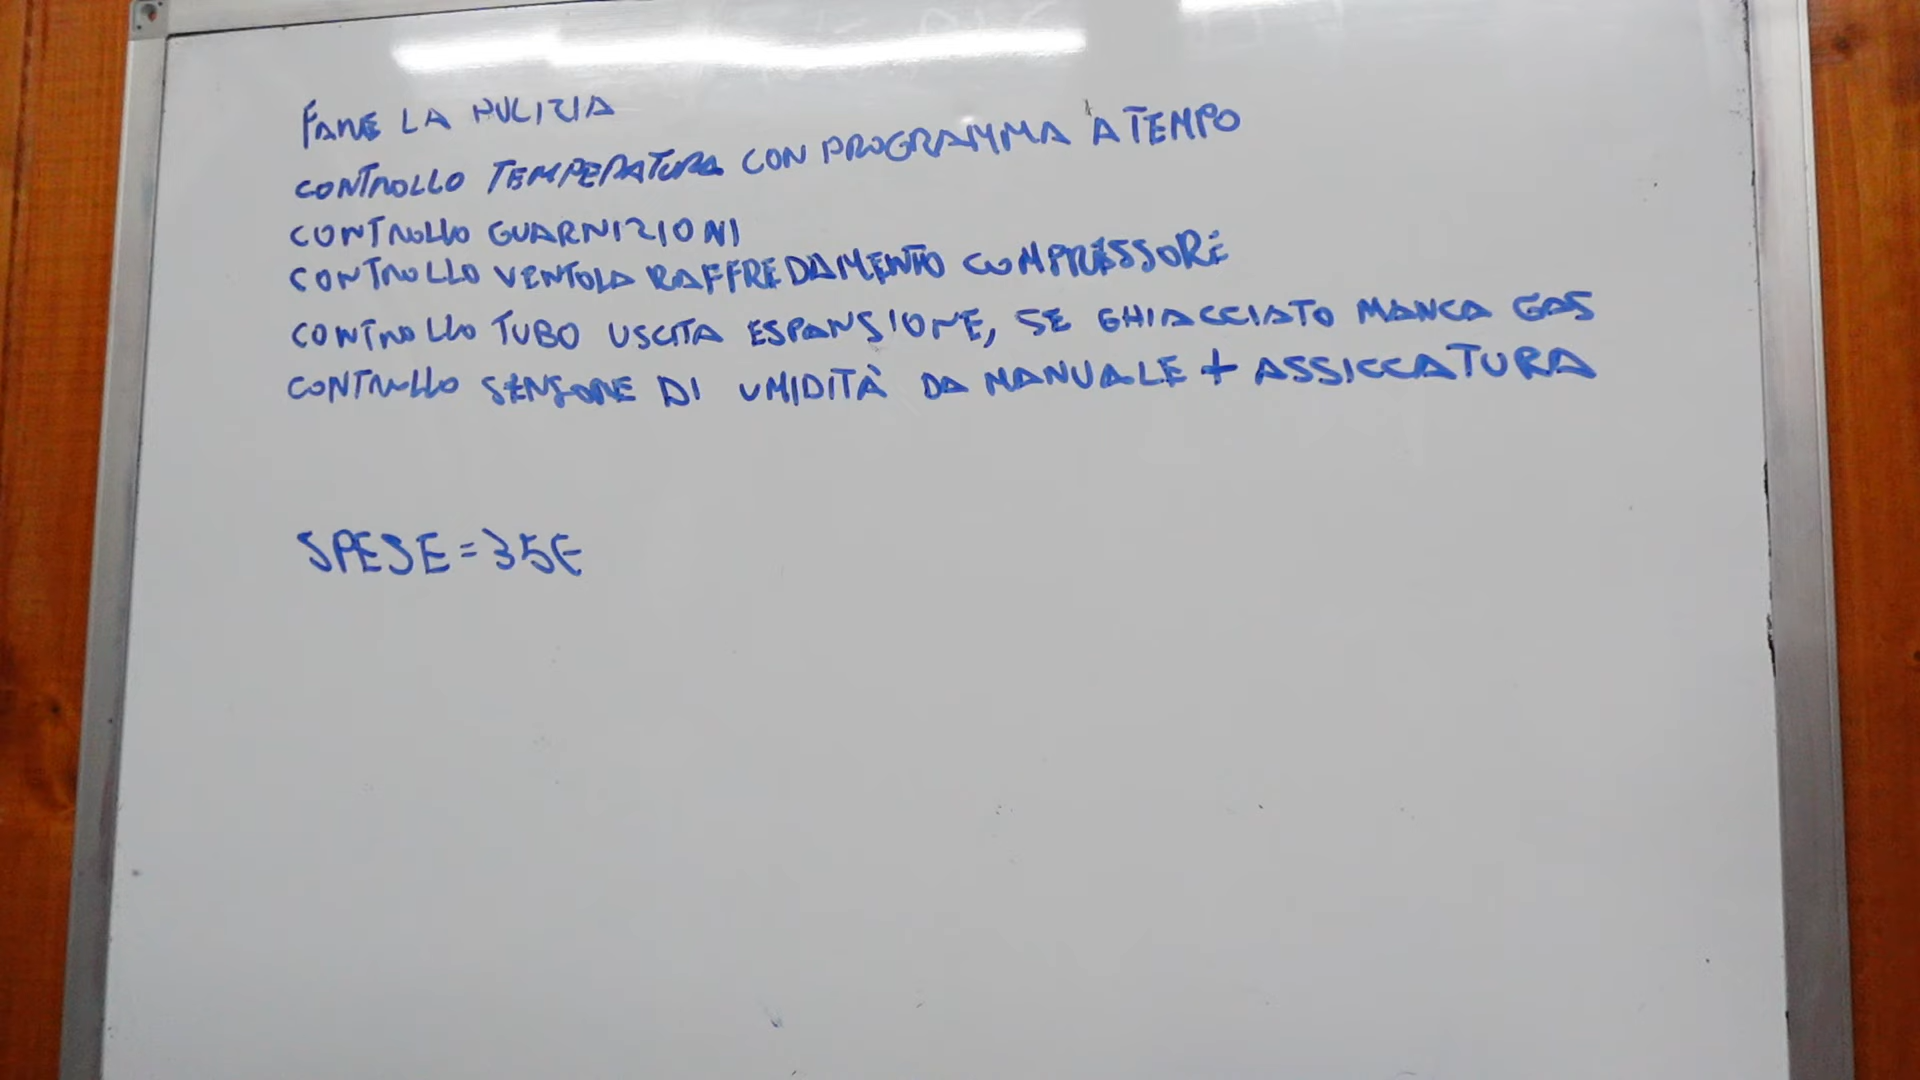 FARE LA PULIZIA
CONTROLLO TEMPERATURA CON PROGRAMMA A TEMPO
CONTROLLO GUARNIZIONI
CONTROLLO VENTOLA RAFFREDAMENTO COMPRESSORE
CONTROLLO TUBO USCITA ESPANSIONE, SE GHIACCIATO MANCA GAS
CONTROLLO SENSORE DI UMIDITÀ DA MANUALE + ASSICCATURA
SPESE = 35€